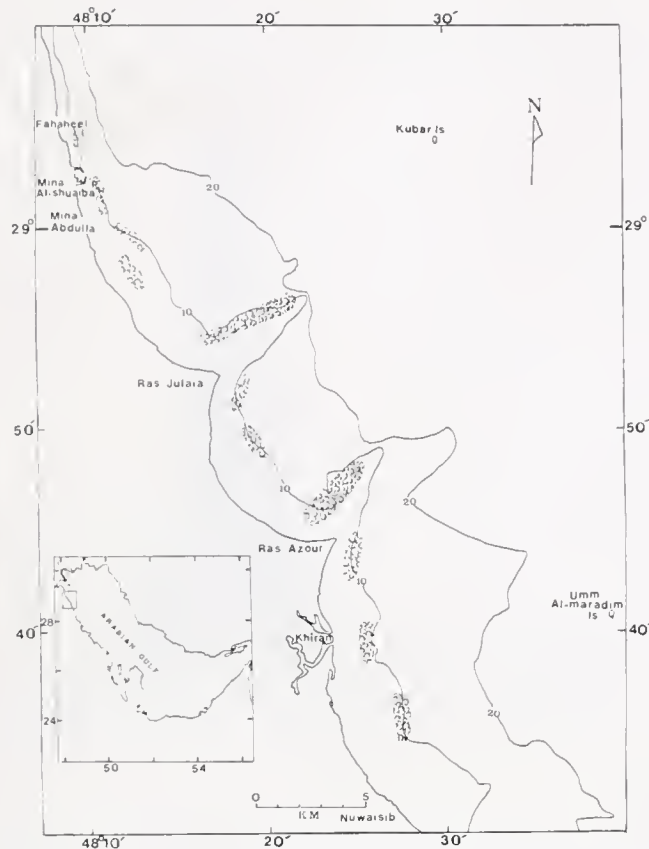 48°10′ 20′ 30′
N
Fahaheel
Kubar Is
Mina
Al-shuaiba
20
Mina
Abdulla
29° 29°
10
Ras Julaia
50′ 50′
10
20
Ras Azour
10
Umm
Al-maradim
Is
28
ARABIAN GULF
Khiran
40′ 40′
24
20
10
50 54
0 5
KM
Nuwaisib
48°10′ 20′ 30′